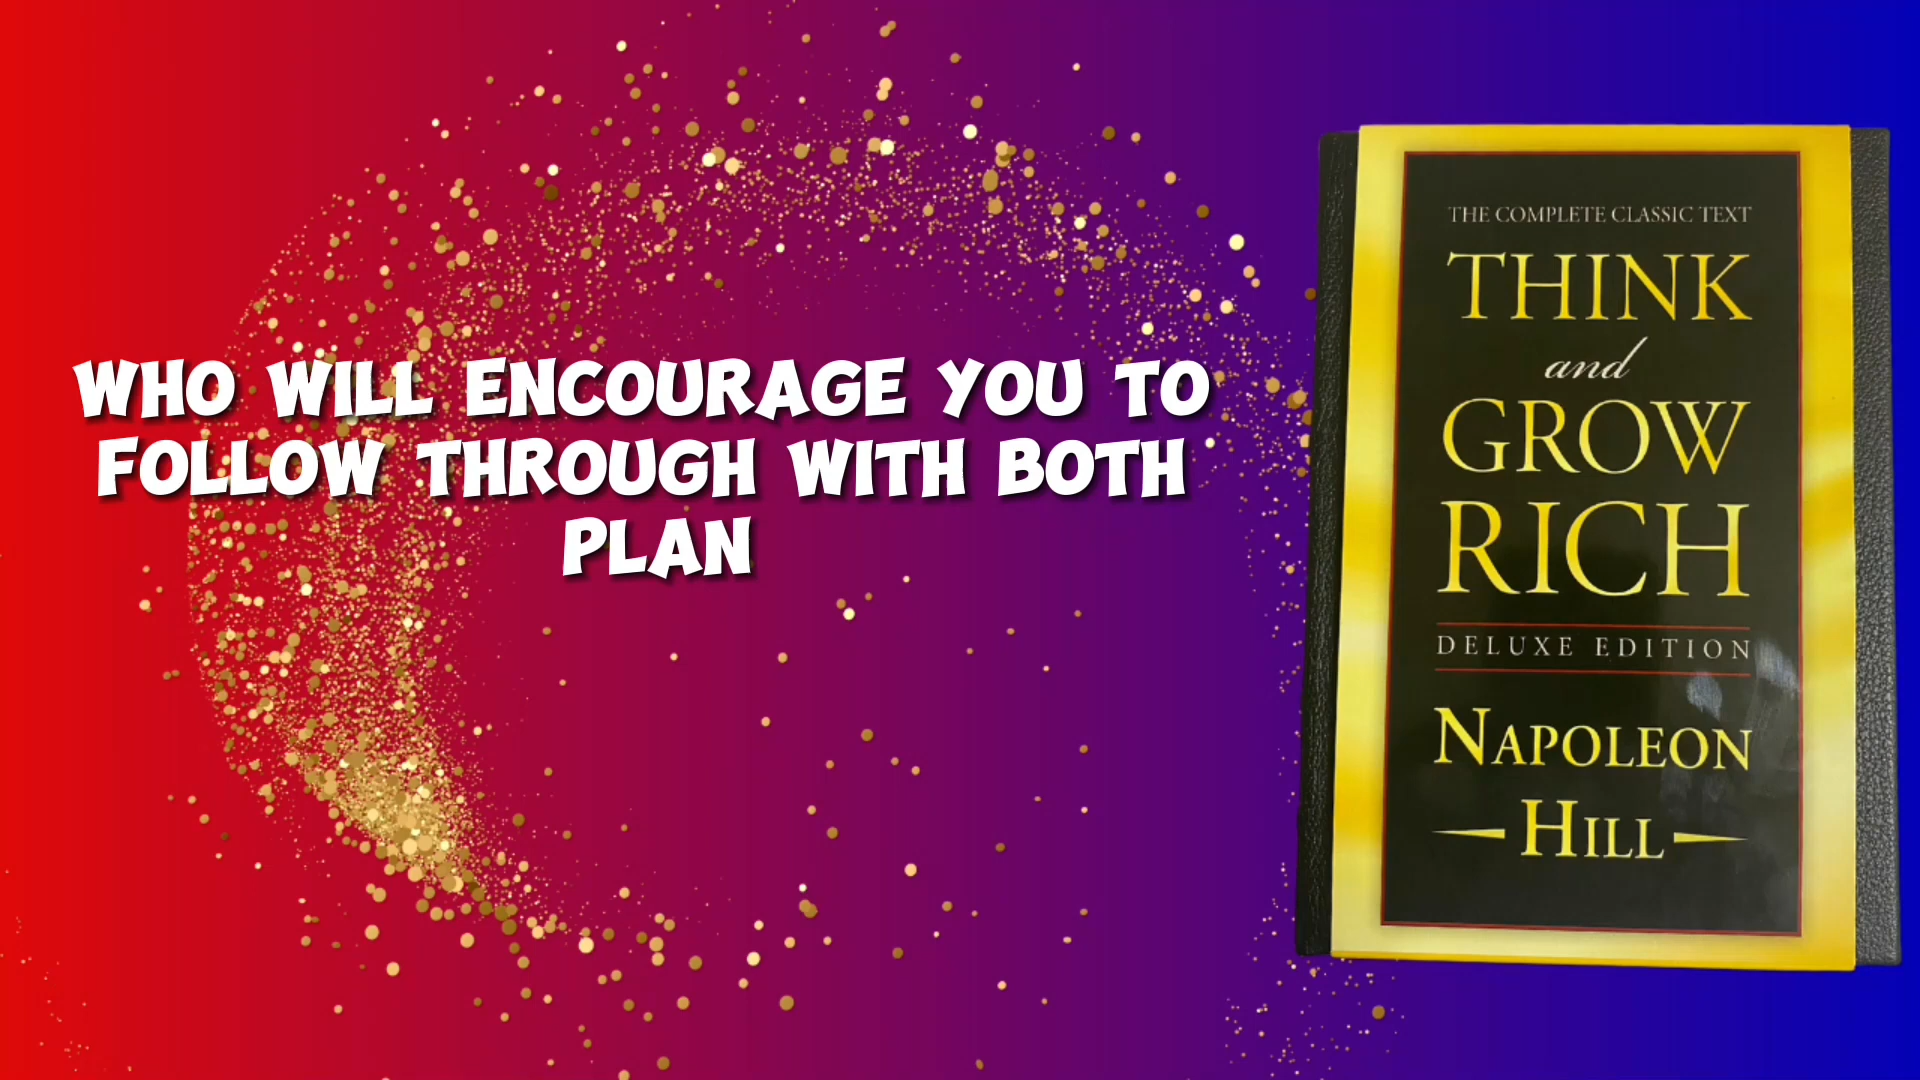 WHO WILL ENCOURAGE YOU TO
FOLLOW THROUGH WITH BOTH
PLAN
THE COMPLETE CLASSIC TEXT
THINK
and
GROW
RICH
DELUXE EDITION
NAPOLEON
HILL